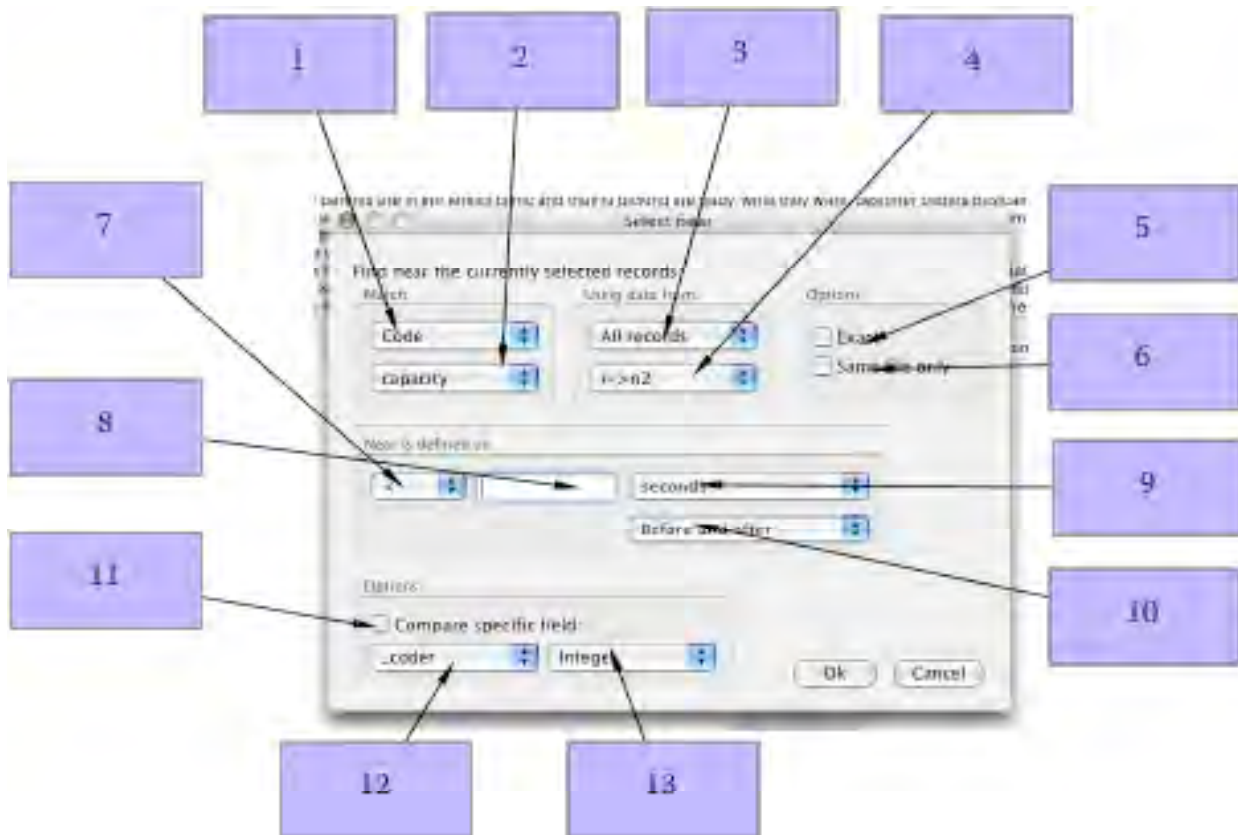 1
2
3
4
7
5
Select Near
Find near the currently selected records
Match
Using data from:
Options
Code
All records
Exact
6
capacity
i->n2
Same file only
8
Near is defined as
<
seconds
9
Before and after
11
Options
10
Compare specific field:
_coder
Integer
Ok
Cancel
12
13